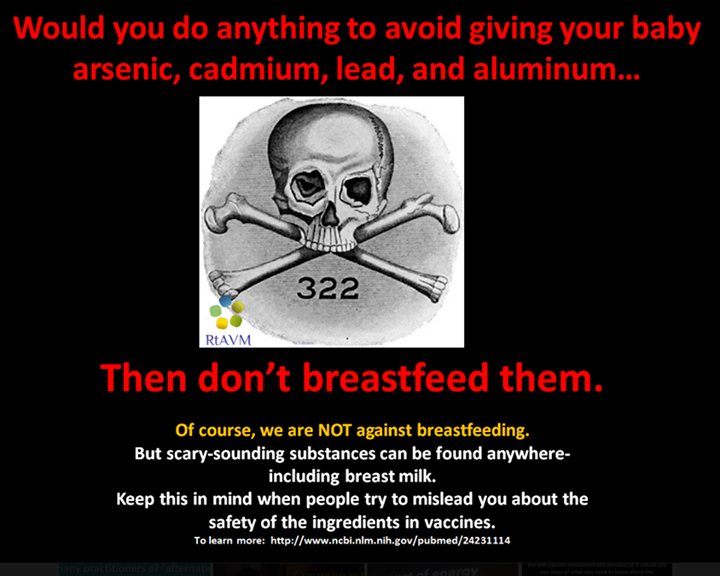 Would you do anything to avoid giving your baby
arsenic, cadmium, lead, and aluminum…
322
RtAVM
Then don’t breastfeed them.
Of course, we are NOT against breastfeeding.
But scary-sounding substances can be found anywhere-
including breast milk.
Keep this in mind when people try to mislead you about the
safety of the ingredients in vaccines.
To learn more: http://www.ncbi.nlm.nih.gov/pubmed/24231114